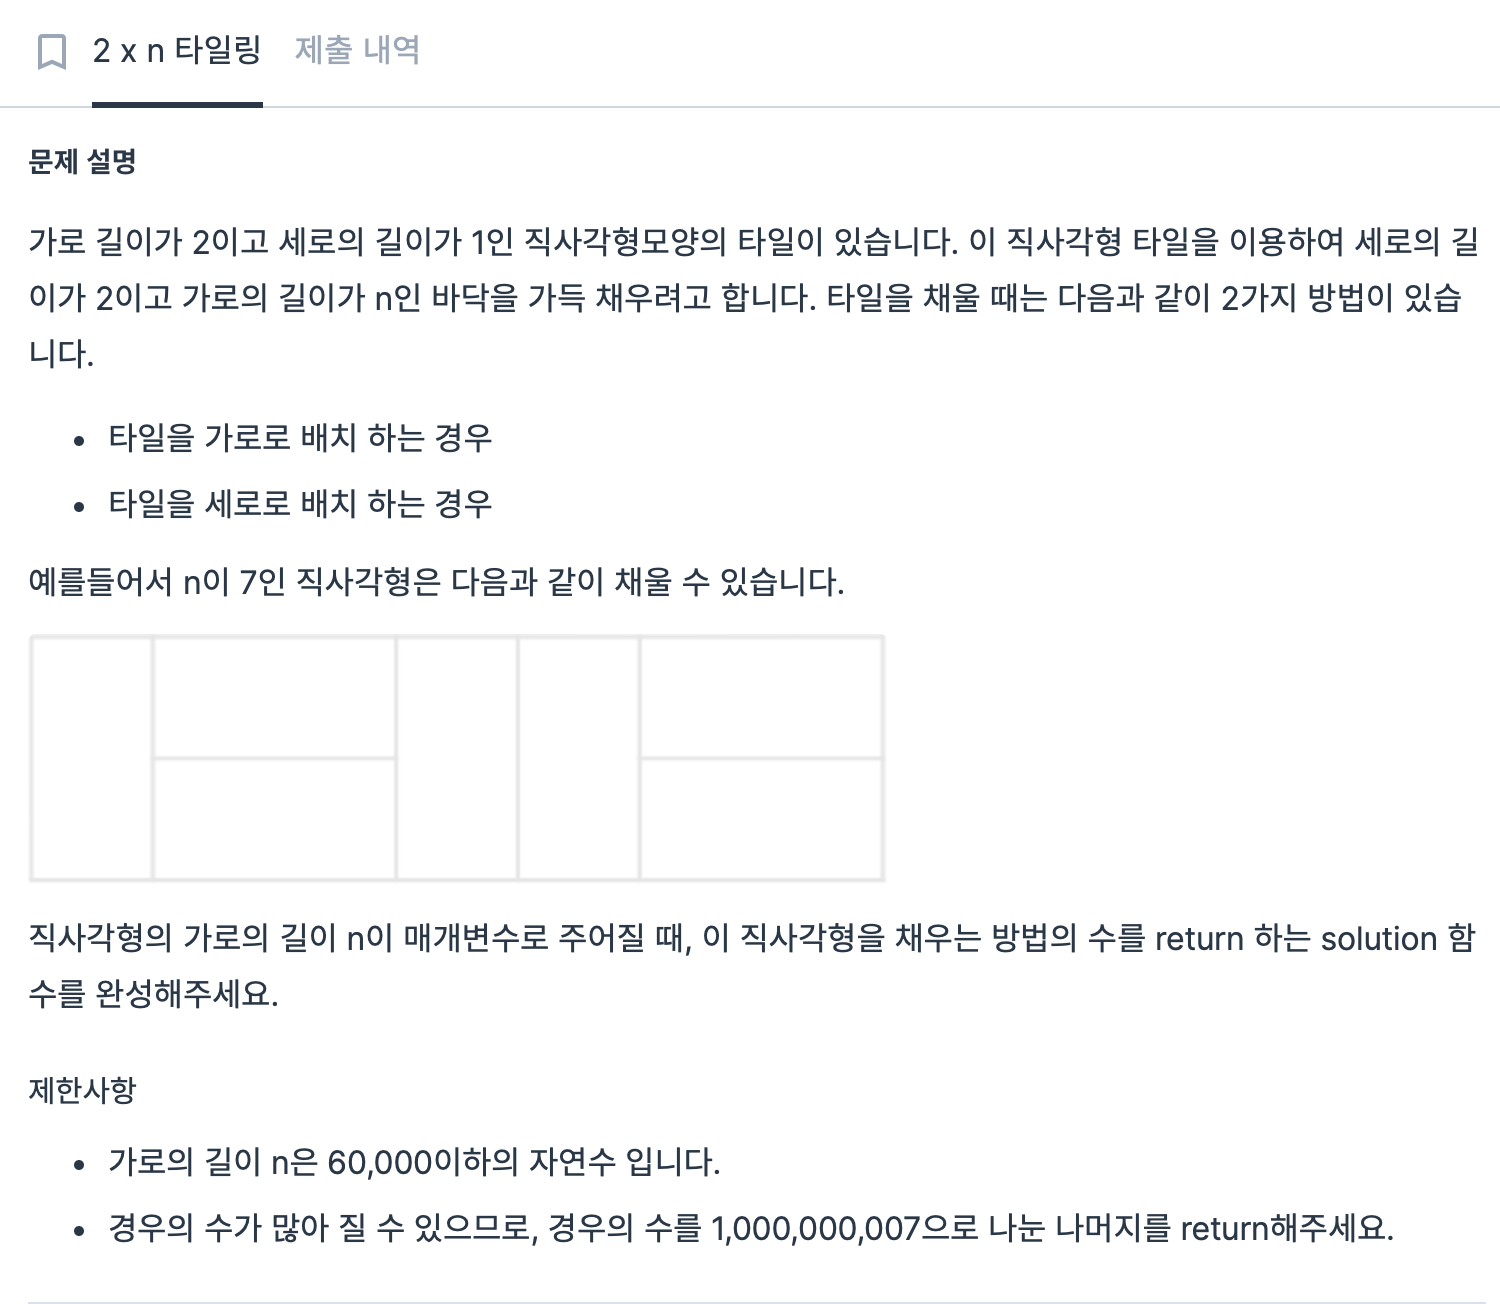 2 x n 타일링 제출 내역
문제 설명
가로 길이가 2이고 세로의 길이가 1인 직사각형모양의 타일이 있습니다. 이 직사각형 타일을 이용하여 세로의 길
이가 2이고 가로의 길이가 n인 바닥을 가득 채우려고 합니다. 타일을 채울 때는 다음과 같이 2가지 방법이 있습
니다.
• 타일을 가로로 배치 하는 경우
• 타일을 세로로 배치 하는 경우
예를들어서 n이 7인 직사각형은 다음과 같이 채울 수 있습니다.
직사각형의 가로의 길이 n이 매개변수로 주어질 때, 이 직사각형을 채우는 방법의 수를 return 하는 solution 함
수를 완성해주세요.
제한사항
• 가로의 길이 n은 60,000이하의 자연수 입니다.
• 경우의 수가 많아 질 수 있으므로, 경우의 수를 1,000,000,007으로 나눈 나머지를 return해주세요.